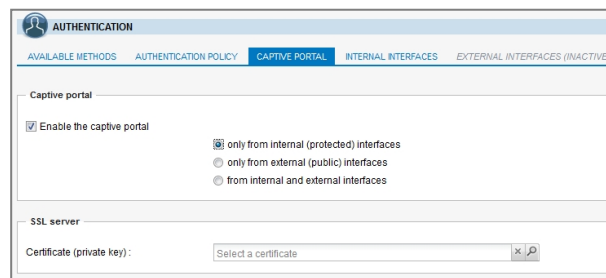 AUTHENTICATION
AVAILABLE METHODS AUTHENTICATION POLICY CAPTIVE PORTAL INTERNAL INTERFACES EXTERNAL INTERFACES (INACTIVE
Captive portal
Enable the captive portal
only from internal (protected) interfaces
only from external (public) interfaces
from internal and external interfaces
SSL server
Certificate (private key) : Select a certificate